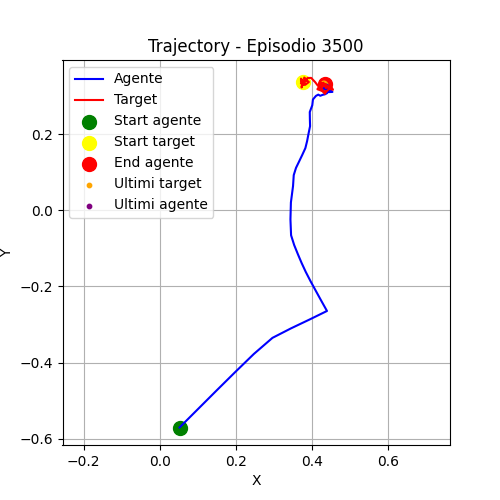 Trajectory - Episodio 3500
Agente
Target
Start agente
Start target
End agente
Ultimi target
Ultimi agente
0.2
0.0
−0.2
−0.4
−0.6
Y
−0.2
0.0
0.2
0.4
0.6
X